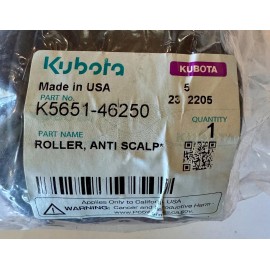 Kubota
KUBOTA
Made in USA
5
PART No.
23 2205
K5651-46250
QUANTITY
1
PART NAME
ROLLER, ANTI SCALP*
Applies Only to California, USA
WARNING: Cancer and Reproductive Harm